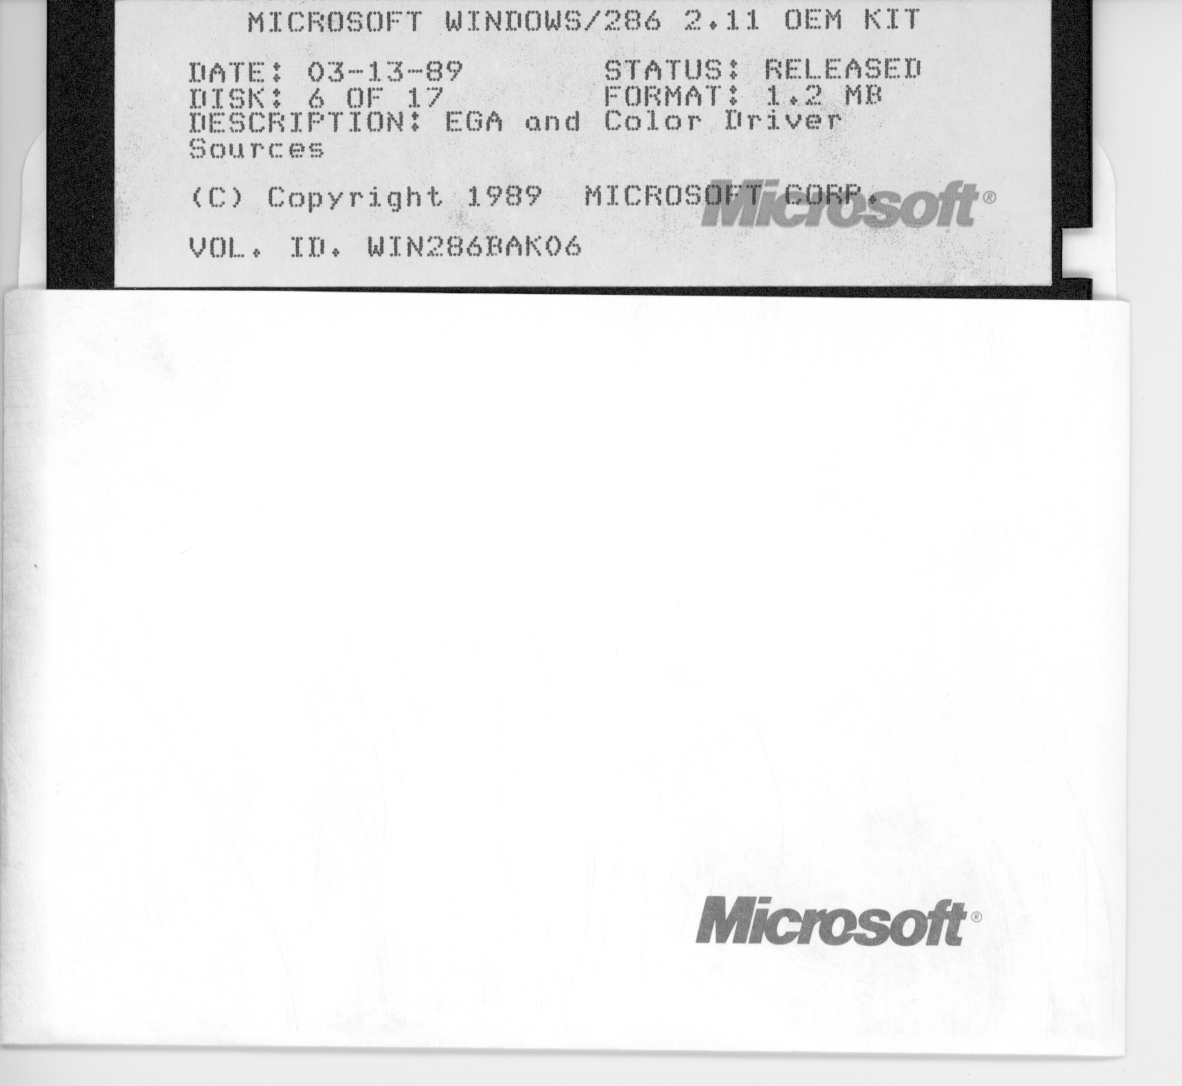 MICROSOFT WINDOWS/286 2.11 OEM KIT
DATE: 03-13-89 STATUS: RELEASED
DISK: 6 OF 17 FORMAT: 1.2 MB
DESCRIPTION: EGA and Color Driver
Sources
(C) Copyright 1989 MICROSOFT CORP.
Microsoft®
VOL. ID. WIN286BAK06
Microsoft®